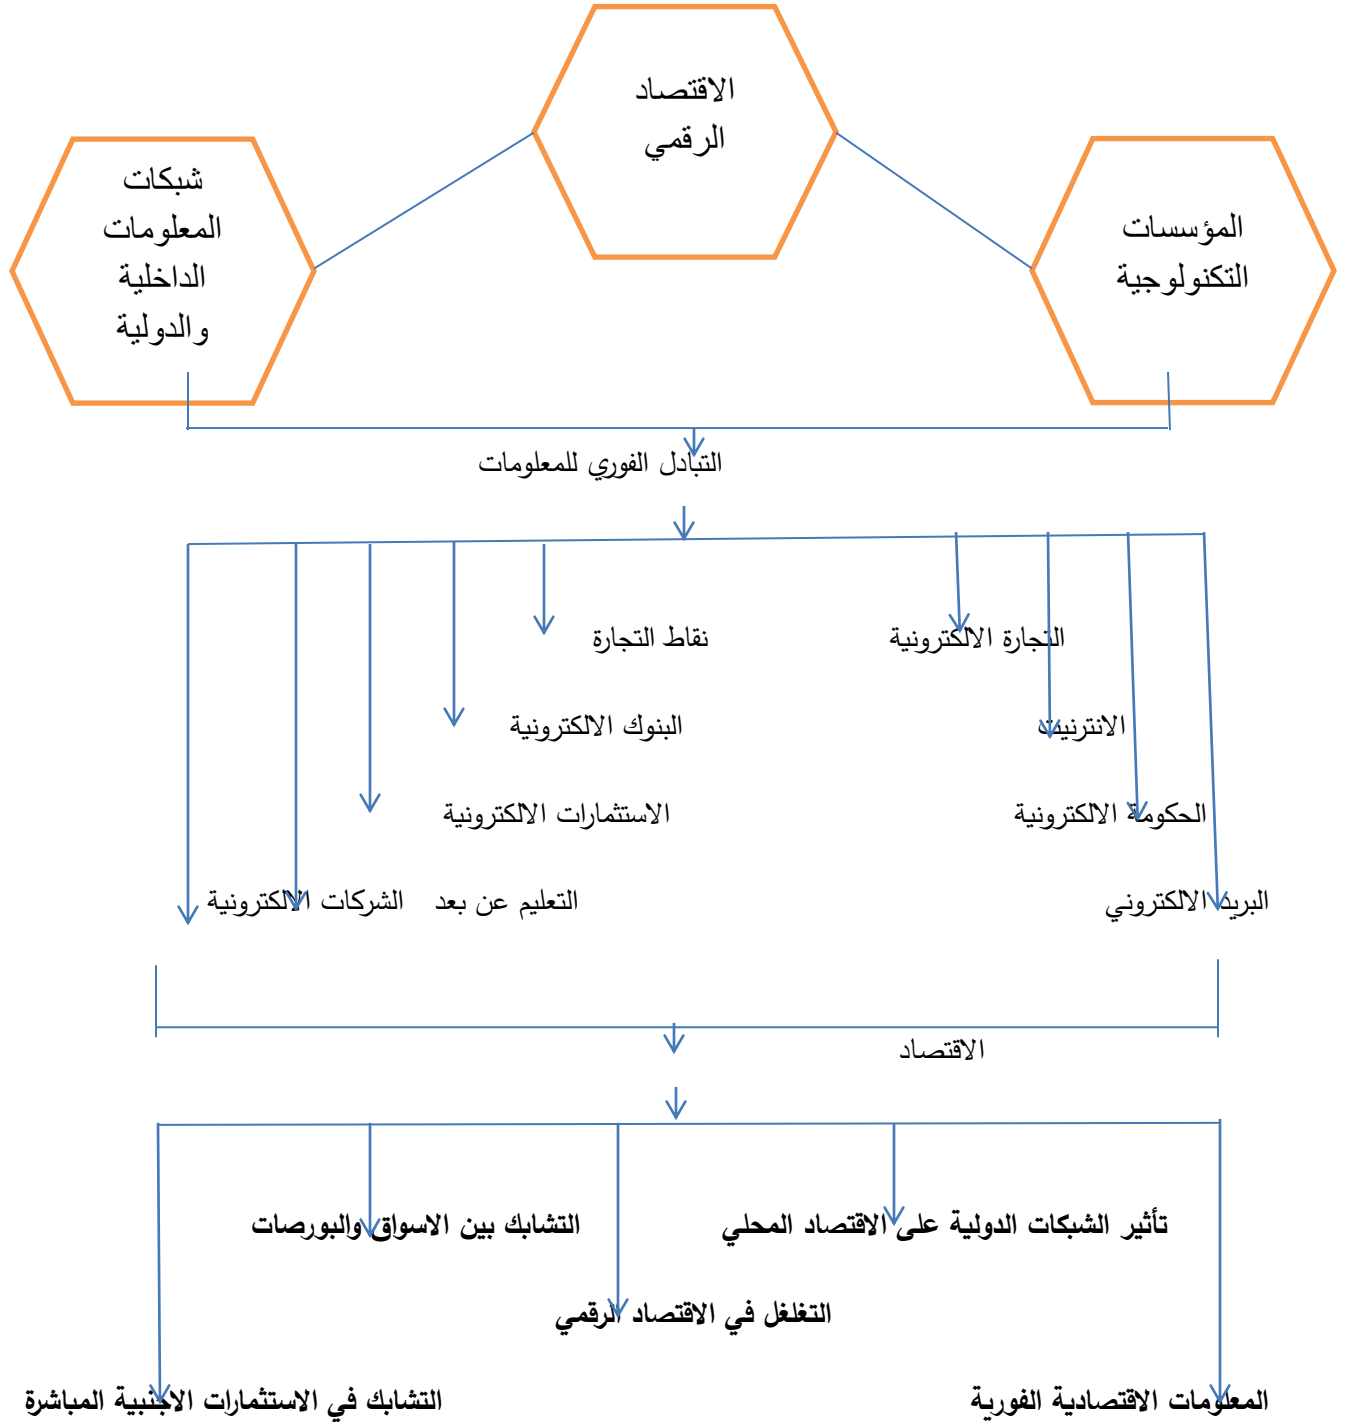 الاقتصاد
الرقمي
المؤسسات
التكنولوجية
شبكات
المعلومات
الداخلية
والدولية
التبادل الفوري للمعلومات
التجارة الالكترونية
نقاط التجارة
الانترنيت
البنوك الالكترونية
الحكومة الالكترونية
الاستثمارات الالكترونية
البريد الالكتروني
التعليم عن بعد
الشركات الالكترونية
الاقتصاد
تأثير الشبكات الدولية على الاقتصاد المحلي
التشابك بين الاسواق والبورصات
التغلغل في الاقتصاد الرقمي
المعلومات الاقتصادية الفورية
التشابك في الاستثمارات الاجنبية المباشرة